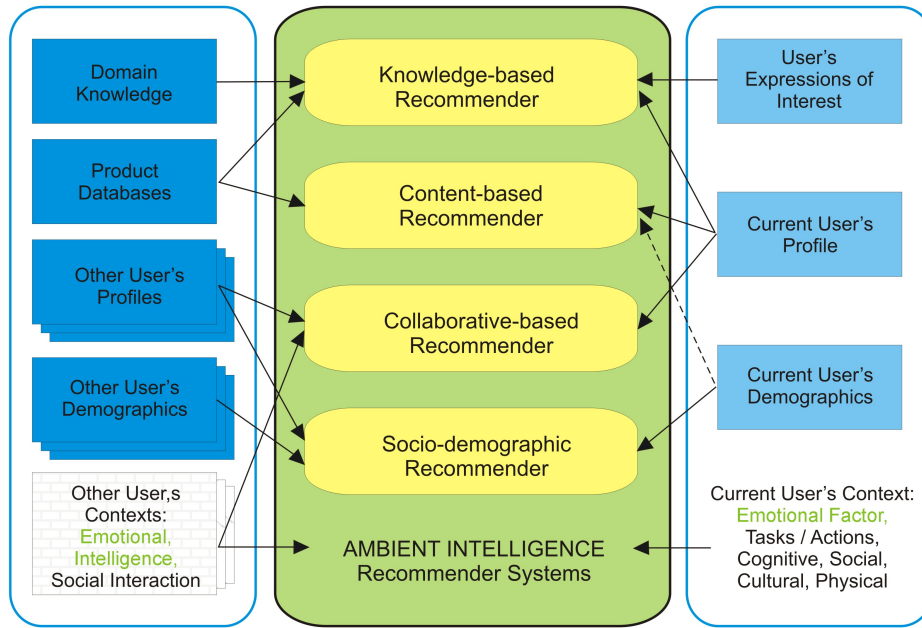 Domain
Knowledge
Product
Databases
Other User's
Profiles
Other User's
Demographics
Other User,s
Contexts:
Emotional,
Intelligence,
Social Interaction
Knowledge-based
Recommender
Content-based
Recommender
Collaborative-based
Recommender
Socio-demographic
Recommender
AMBIENT INTELLIGENCE
Recommender Systems
User's
Expressions of
Interest
Current User's
Profile
Current User's
Demographics
Current User's Context:
Emotional Factor,
Tasks / Actions,
Cognitive, Social,
Cultural, Physical